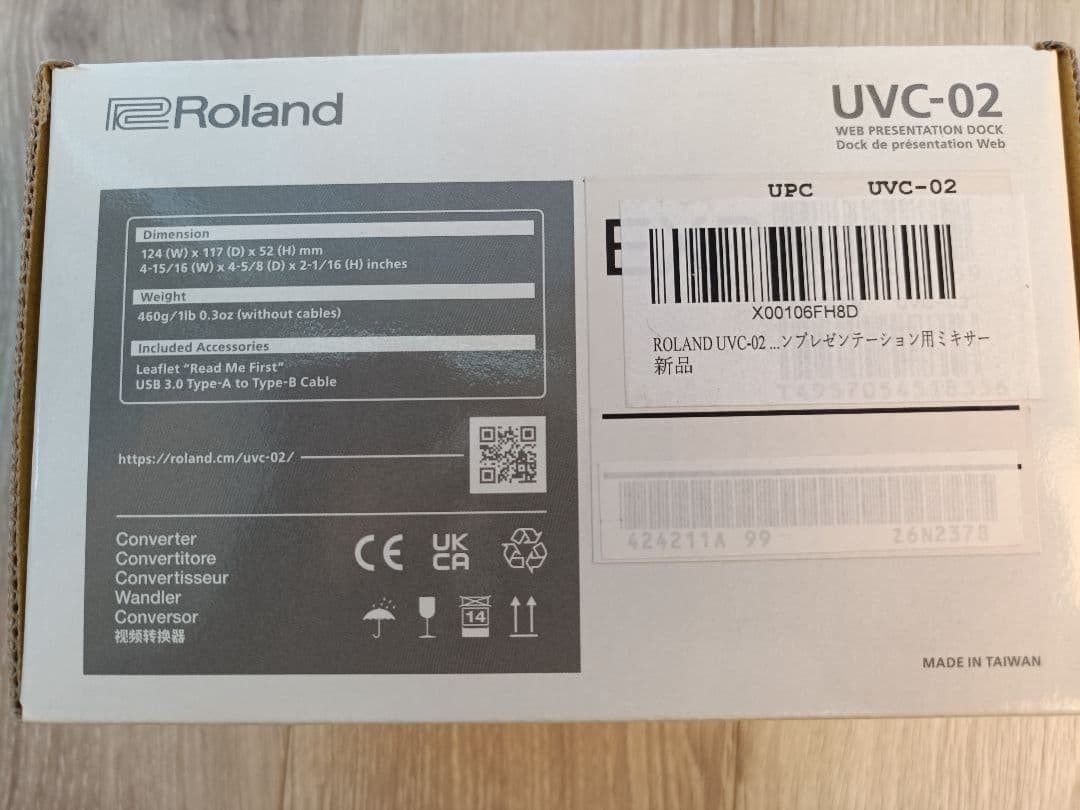 Roland
UVC-02
WEB PRESENTATION DOCK
Dock de présentation Web
Dimension
124 (W) x 117 (D) x 52 (H) mm
4-15/16 (W) x 4-5/8 (D) x 2-1/16 (H) inches
Weight
460g/1lb 0.3oz (without cables)
Included Accessories
Leaflet “Read Me First”
USB 3.0 Type-A to Type-B Cable
https://roland.cm/uvc-02/
Converter
Convertitore
Convertisseur
Wandler
Conversor
视频转换器
CE
UK
CA
14
UPC UVC-02
X00106FH8D
ROLAND UVC-02 ...ンプレゼンテーション用ミキサー
新品
424211A 99 26N2378
MADE IN TAIWAN